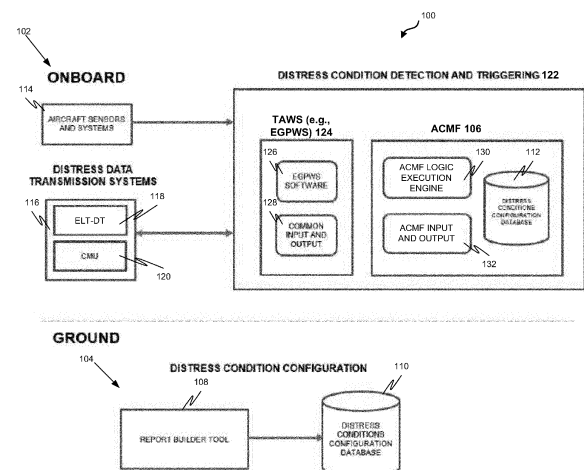 100
102
ONBOARD
DISTRESS CONDITION DETECTION AND TRIGGERING 122
114
AIRCRAFT SENSORS
AND SYSTEMS
TAWS (e.g.,
EGPWS) 124
ACMF 106
126
EGPWS
SOFTWARE
ACMF LOGIC
EXECUTION
ENGINE
130
112
DISTRESS
CONDITIONS
CONFIGURATION
DATABASE
DISTRESS DATA
TRANSMISSION SYSTEMS
116
ELT-DT
118
CMU
120
128
COMMON
INPUT AND
OUTPUT
ACMF INPUT
AND OUTPUT
132
GROUND
104
DISTRESS CONDITION CONFIGURATION
108
REPORT BUILDER TOOL
110
DISTRESS
CONDITIONS
CONFIGURATION
DATABASE